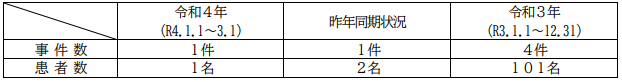 令和４年 昨年同期状況 令和３年
(R4.1.1～3.1) (R3.1.1～12.31)
事件数 １件 １件 ４件
患者数 １名 ２名 １０１名